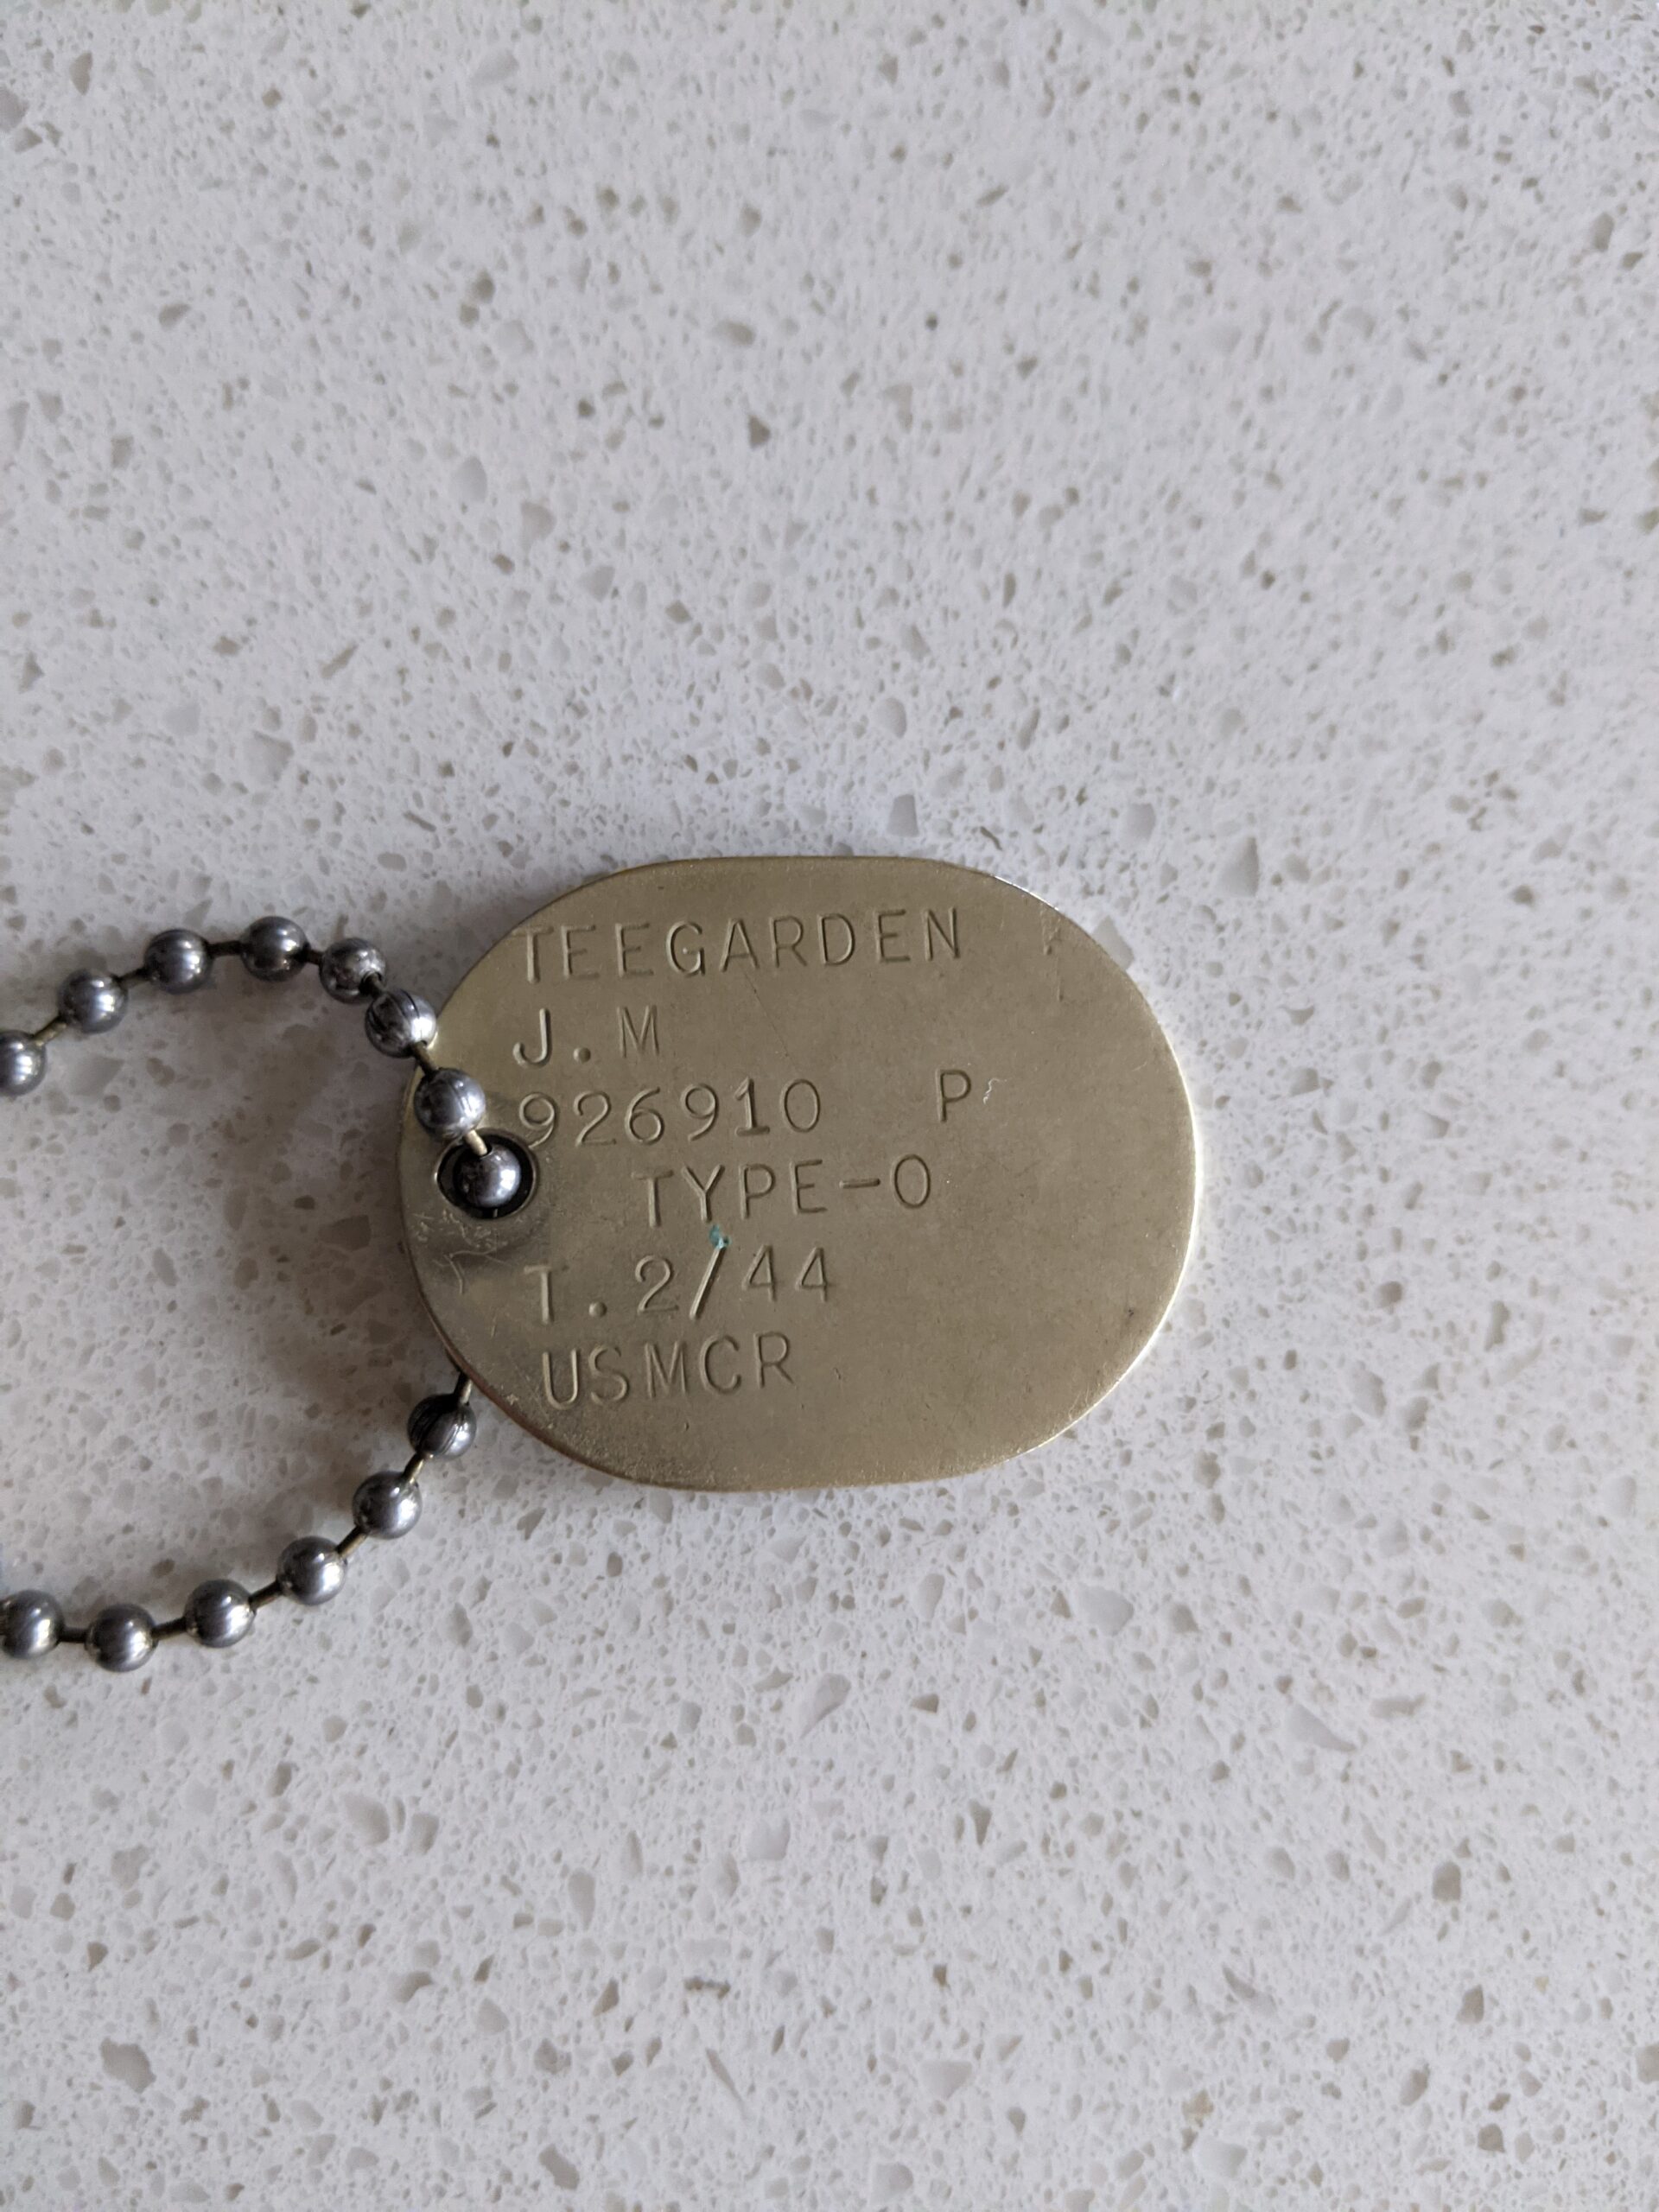 TEEGARDEN
J.M
926910 P
TYPE-O
T.2/44
USMCR